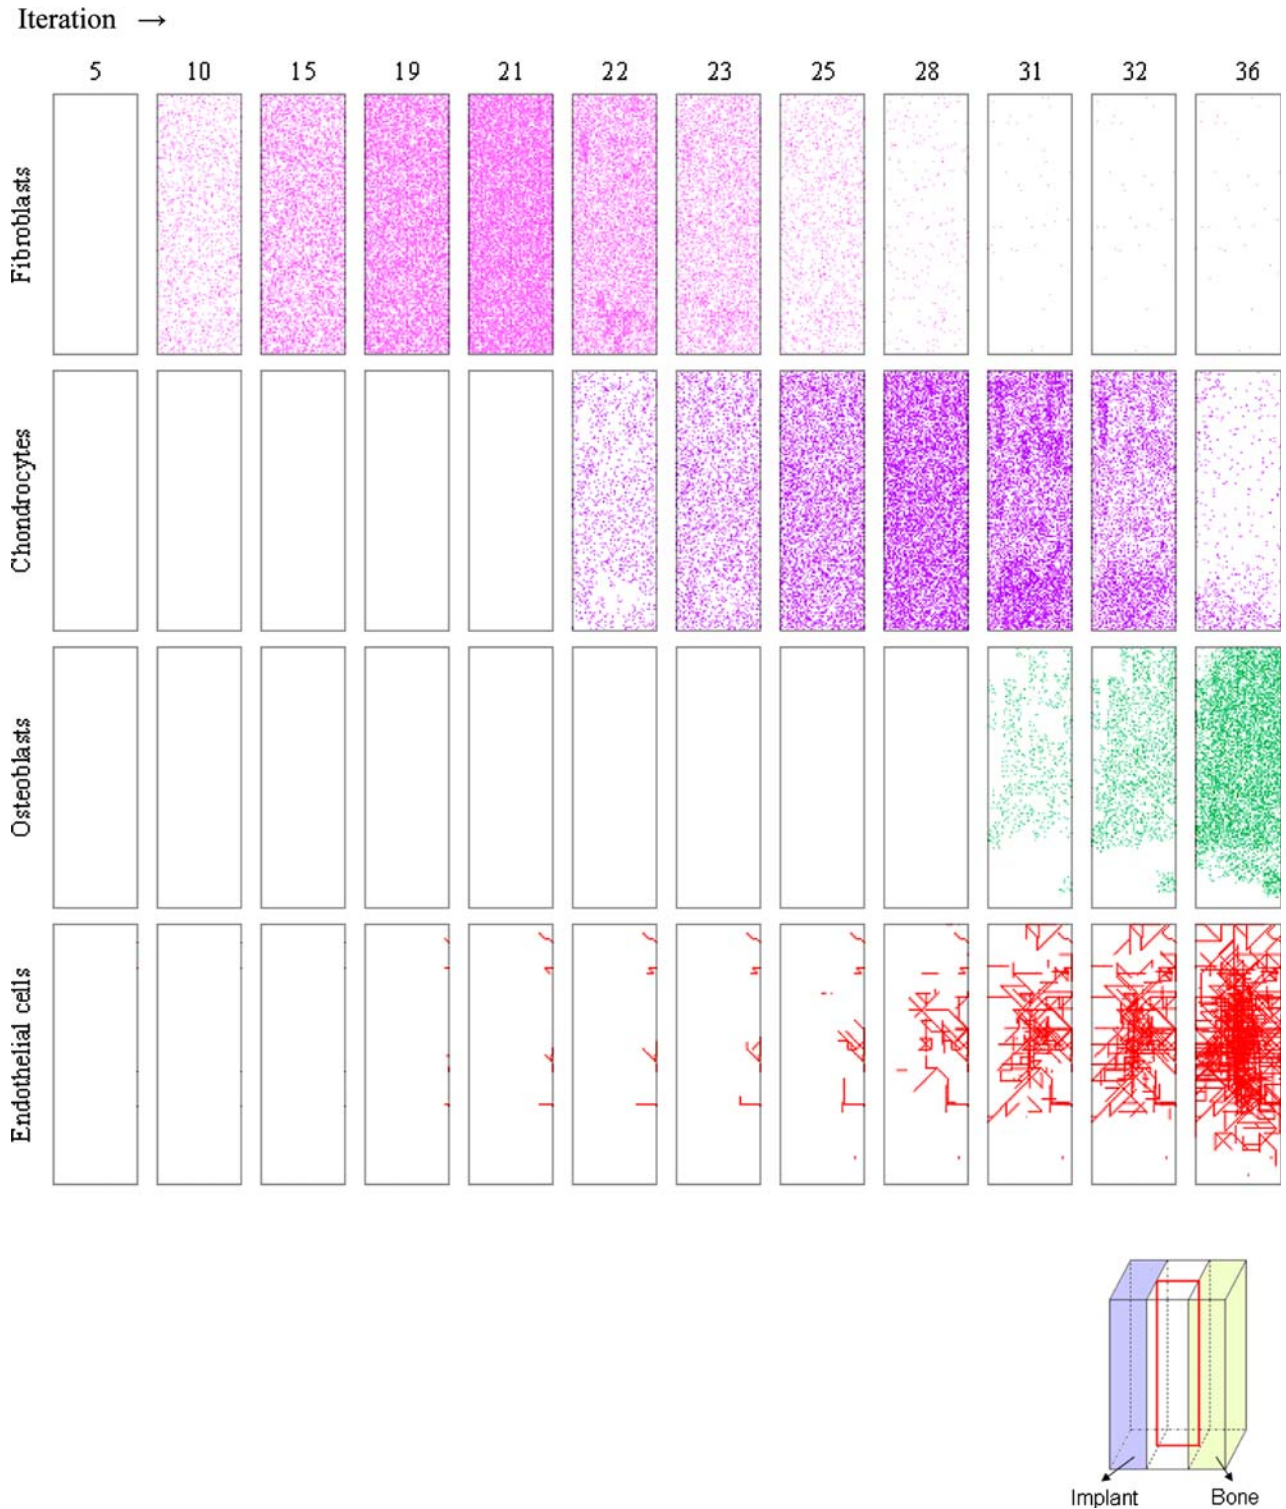 Iteration →
5 10 15 19 21 22 23 25 28 31 32 36
Fibroblasts
Chondrocytes
Osteoblasts
Endothelial cells
Implant Bone